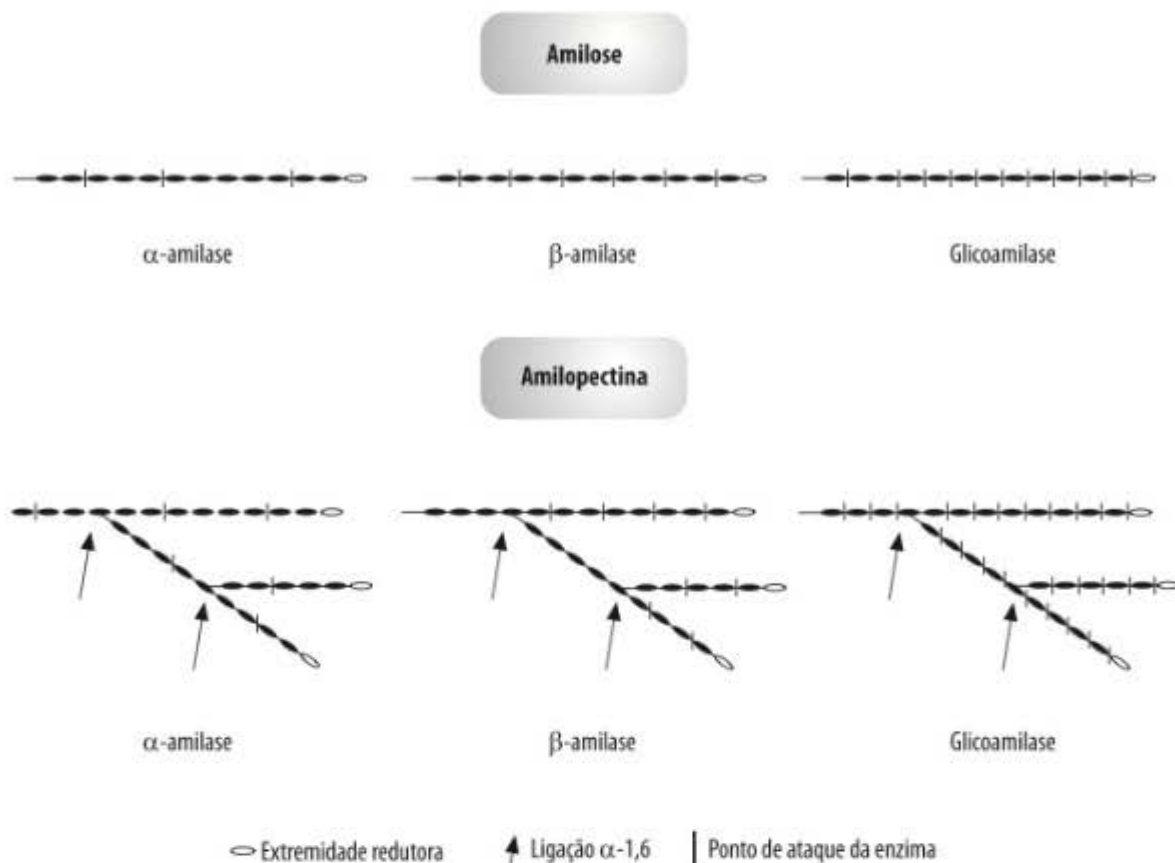 Amilose
α-amilase
β-amilase
Glicoamilase
Amilopectina
α-amilase
β-amilase
Glicoamilase
Extremidade redutora
Ligação α-1,6
Ponto de ataque da enzima